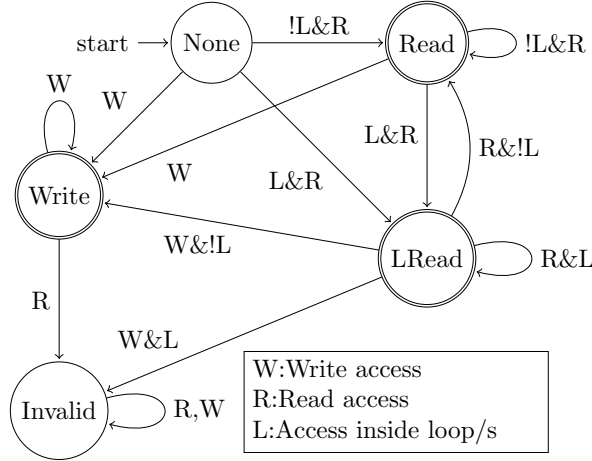 start
None
!L&R
Read
!L&R
W
W
L&R
L&R
R&!L
W
Write
W&!L
LRead
R&L
R
W&L
Invalid
R,W
W:Write access
R:Read access
L:Access inside loop/s